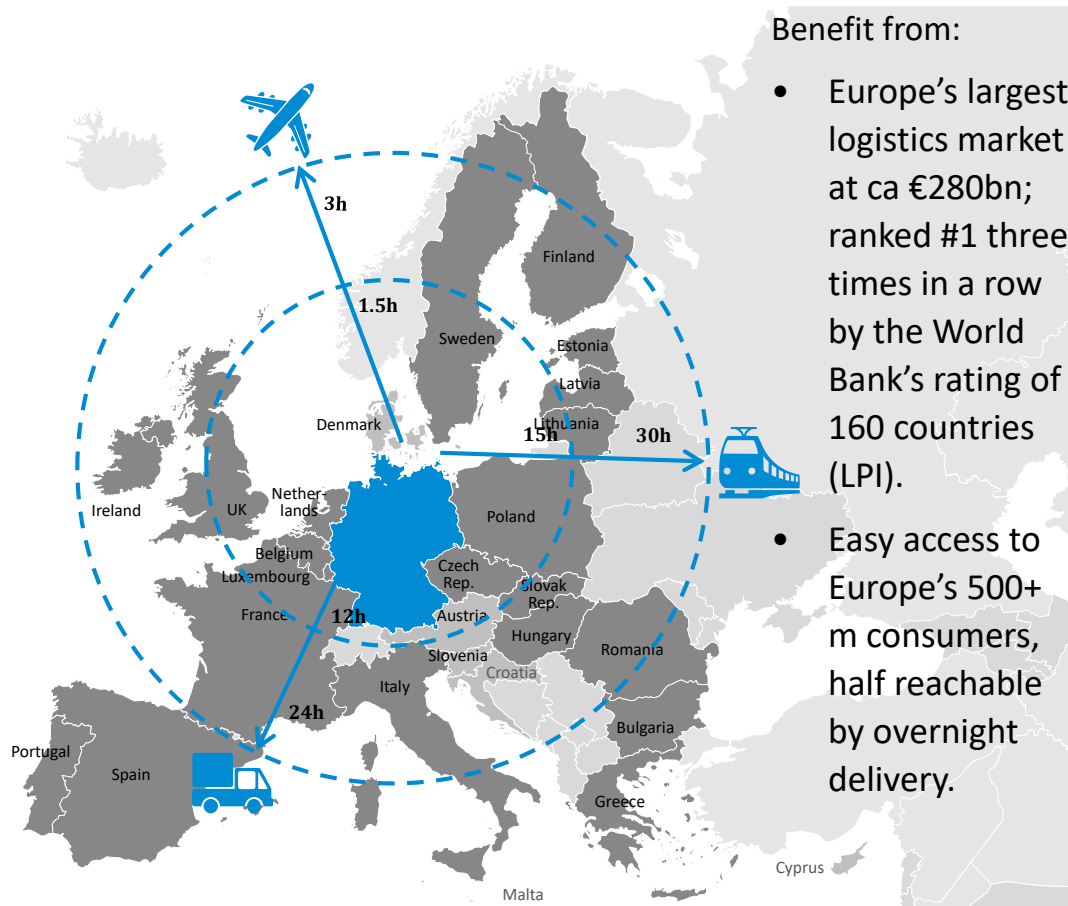 Benefit from:
• Europe’s largest
logistics market
at ca €280bn;
ranked #1 three
times in a row
by the World
Bank’s rating of
160 countries
(LPI).
• Easy access to
Europe’s 500+
m consumers,
half reachable
by overnight
delivery.
3h
1.5h
Finland
Sweden
Estonia
Latvia
Denmark
Lithuania
15h
30h
Ireland
UK
Nether-
lands
Poland
Belgium
Luxembourg
Czech
Rep.
Slovak
Rep.
France
12h
Austria
Hungary
Slovenia
Romania
Croatia
Italy
24h
Bulgaria
Portugal
Spain
Greece
Cyprus
Malta